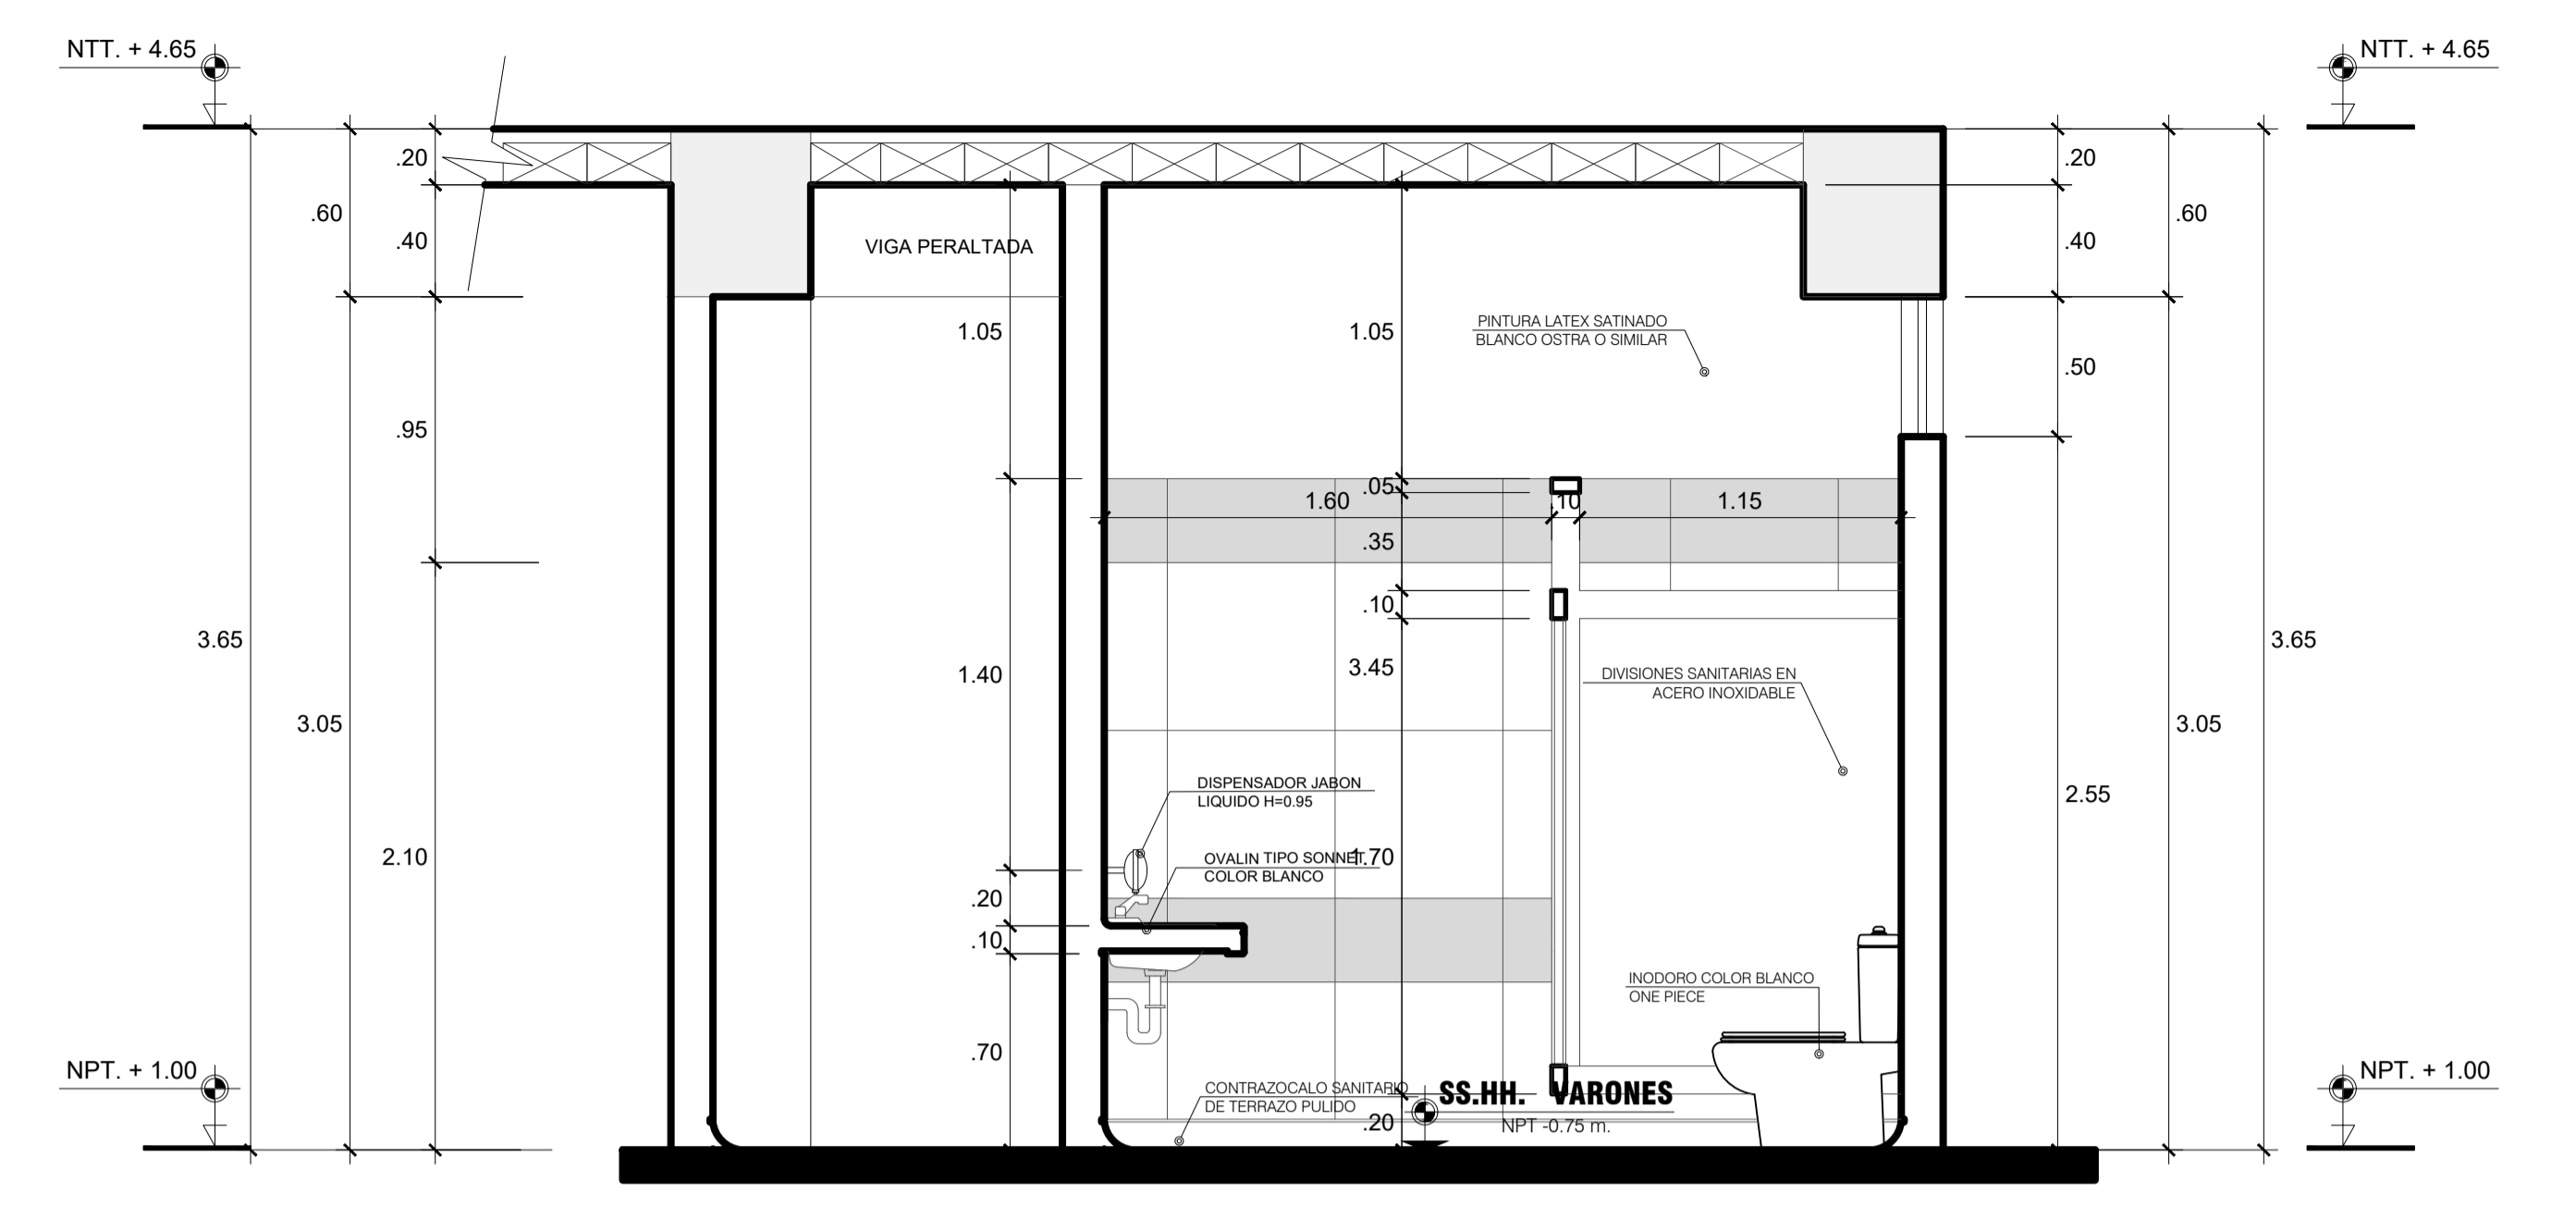 NTT. + 4.65
NTT. + 4.65
.20
.20
.60
.60
.40
.40
VIGA PERALTADA
1.05
1.05
PINTURA LATEX SATINADO
BLANCO OSTRA O SIMILAR
.50
.95
.05
1.60
.10
1.15
.35
.10
3.65
3.65
3.45
1.40
DIVISIONES SANITARIAS EN
ACERO INOXIDABLE
3.05
3.05
DISPENSADOR JABON
LIQUIDO H=0.95
2.55
2.10
OVALIN TIPO SONNET
COLOR BLANCO
1.70
.20
.10
INODORO COLOR BLANCO
ONE PIECE
.70
NPT. + 1.00
NPT. + 1.00
CONTRAZOCALO SANITARIO
DE TERRAZO PULIDO
SS.HH. VARONES
NPT -0.75 m.
.20